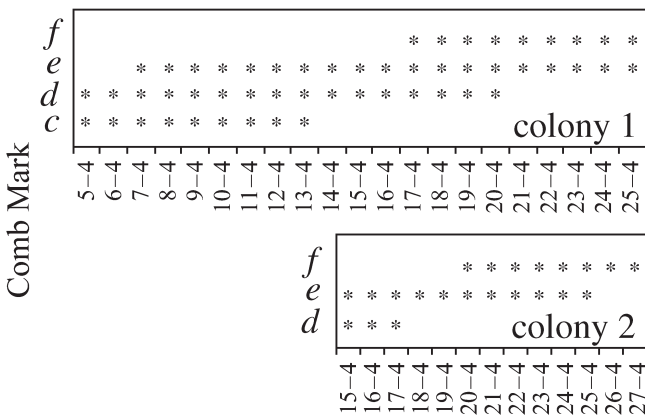 Comb Mark
f * * * * * * * * *
e * * * * * * * * * * * * * * * * * * *
d * * * * * * * * * * * * * * * *
c * * * * * * * * *
colony 1
5–4 6–4 7–4 8–4 9–4 10–4 11–4 12–4 13–4 14–4 15–4 16–4 17–4 18–4 19–4 20–4 21–4 22–4 23–4 24–4 25–4
f * * * * * * * *
e * * * * * * * * * * *
d * * *
colony 2
15–4 16–4 17–4 18–4 19–4 20–4 21–4 22–4 23–4 24–4 25–4 26–4 27–4